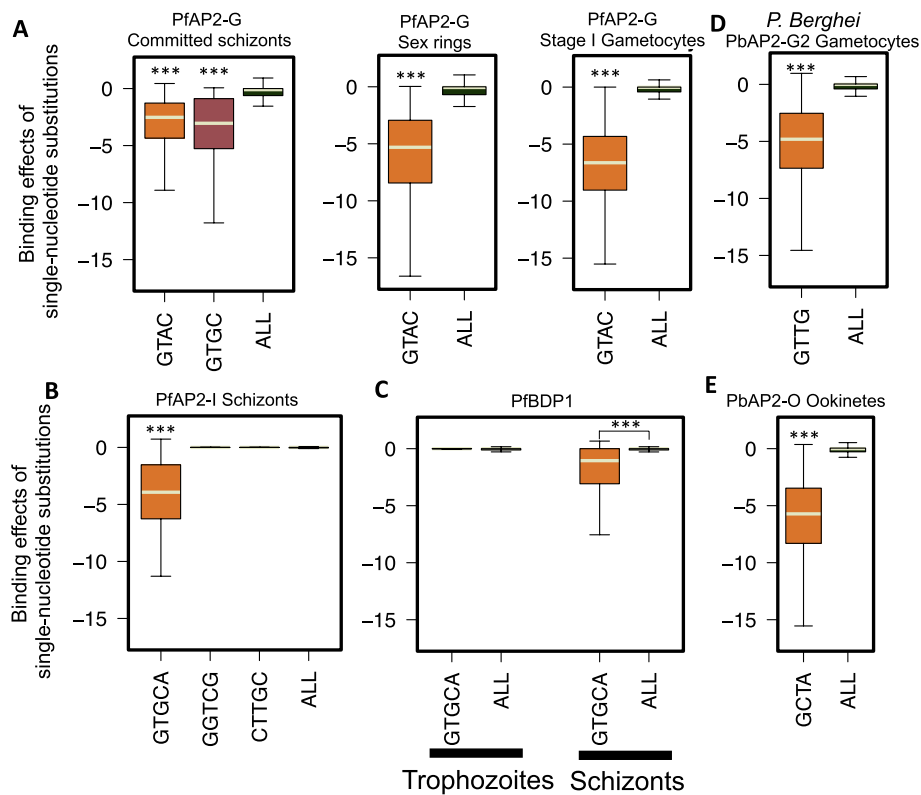 A
PfAP2-G
Committed schizonts
PfAP2-G
Sex rings
PfAP2-G
Stage I Gametocytes
D
P. Berghei
PbAP2-G2 Gametocytes
Binding effects of
single-nucleotide substitutions
0
−5
−10
−15
***
***
GTAC
GTGC
ALL
0
−5
−10
−15
***
GTAC
ALL
0
−5
−10
−15
***
GTAC
ALL
0
−5
−10
−15
***
GTTG
ALL
B
PfAP2-I Schizonts
Binding effects of
single-nucleotide substitutions
0
−5
−10
−15
***
GTGCA
GGTCG
CTTGC
ALL
C
PfBDP1
0
−5
−10
−15
***
GTGCA
ALL
GTGCA
ALL
Trophozoites
Schizonts
E
PbAP2-O Ookinetes
0
−5
−10
−15
***
GCTA
ALL